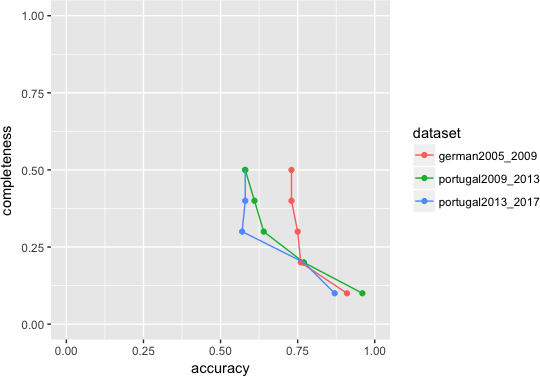 1.00
0.75
0.50
0.25
0.00
completeness
0.00 0.25 0.50 0.75 1.00
accuracy
dataset
german2005_2009
portugal2009_2013
portugal2013_2017